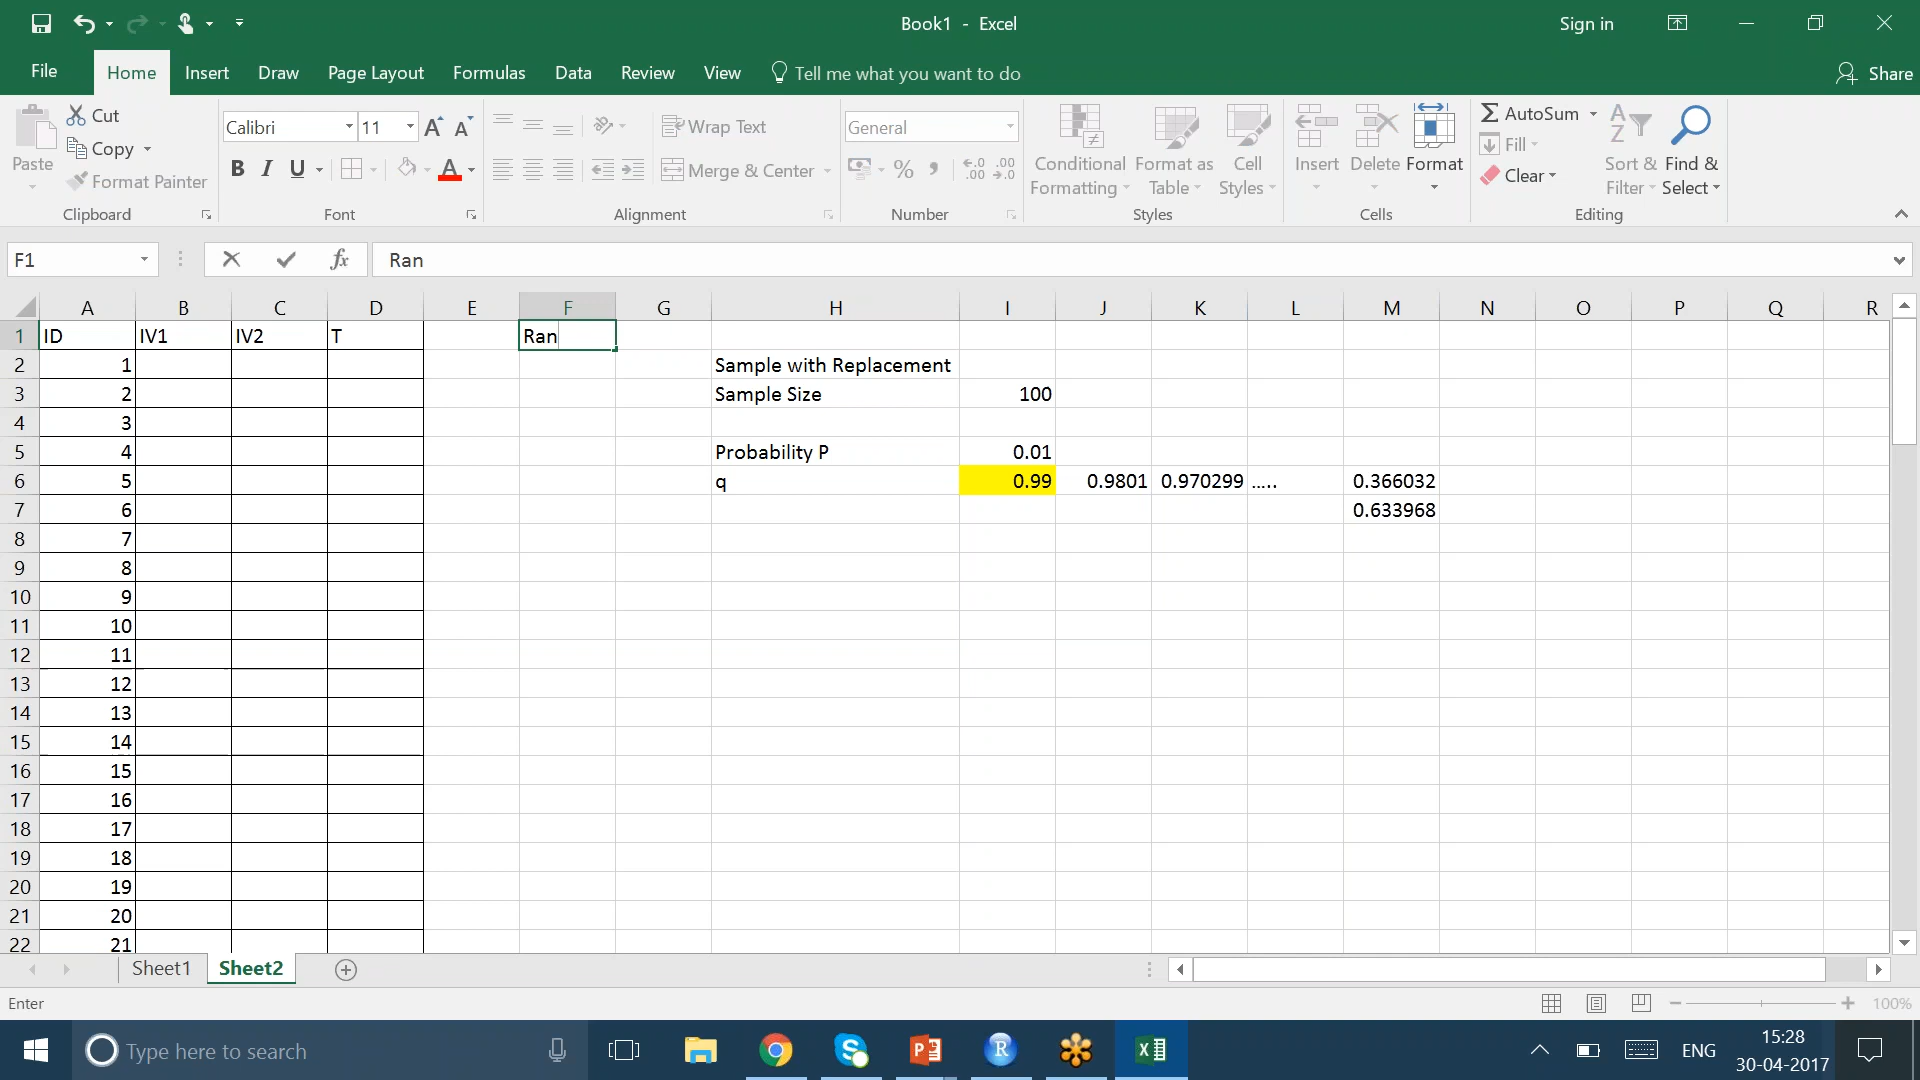 Book1 - Excel
Sign in
File Home Insert Draw Page Layout Formulas Data Review View Tell me what you want to do
Share
Paste
Cut
Copy
Format Painter
Clipboard
Calibri 11
B I U
Font
Wrap Text
Merge & Center
Alignment
General
Number
Conditional Formatting
Format as Table
Cell Styles
Styles
Insert Delete Format
Cells
AutoSum
Fill
Clear
Sort & Filter
Find & Select
Editing
F1 fx Ran
A B C D E F G H I J K L M N O P Q R
1 ID IV1 IV2 T Ran
2 1 Sample with Replacement
3 2 Sample Size 100
4 3
5 4 Probability P 0.01
6 5 q 0.99 0.9801 0.970299 ..... 0.366032
7 6 0.633968
8 7
9 8
10 9
11 10
12 11
13 12
14 13
15 14
16 15
17 16
18 17
19 18
20 19
21 20
22 21
Sheet1 Sheet2
Enter
100%
Type here to search
ENG
15:28
30-04-2017